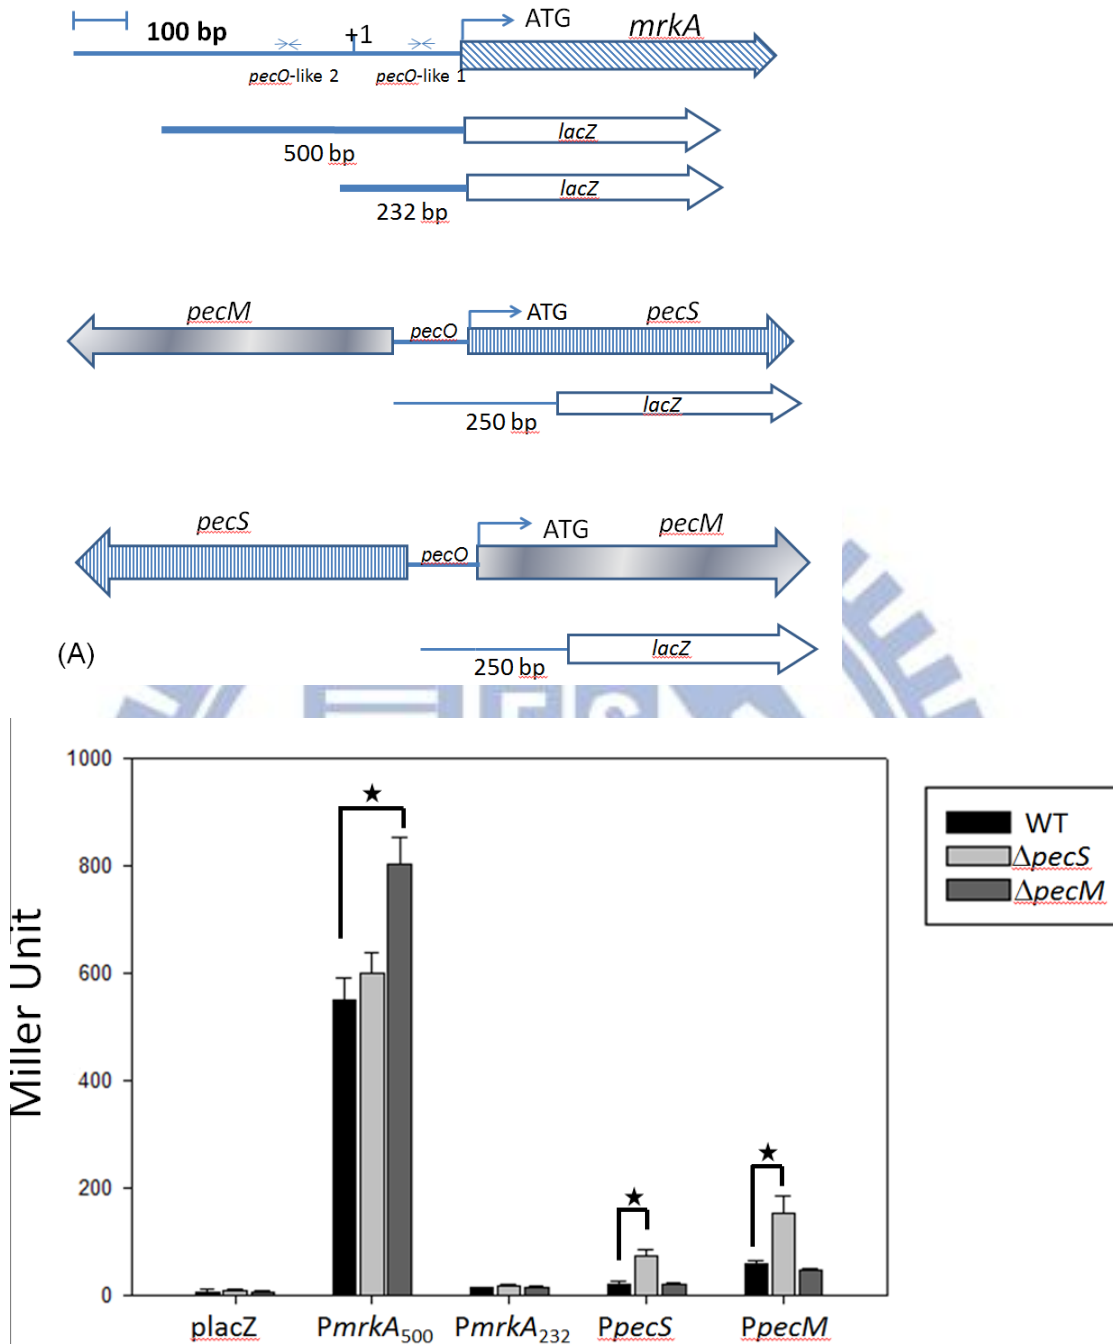 100 bp
+1
ATG
mrkA
pecO-like 2
pecO-like 1
lacZ
500 bp
lacZ
232 bp
pecM
pecO
ATG
pecS
lacZ
250 bp
pecS
pecO
ATG
pecM
(A)
lacZ
250 bp
Miller Unit
1000
800
600
400
200
0
placZ
PmrkA500
PmrkA232
PpecS
PpecM
WT
ΔpecS
ΔpecM